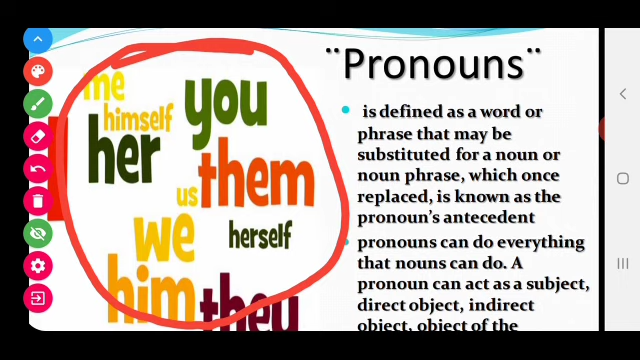 ¨Pronouns¨
me
himself
you
her
them
us
we
herself
him
they
is defined as a word or
phrase that may be
substituted for a noun or
noun phrase, which once
replaced, is known as the
pronoun's antecedent
pronouns can do everything
that nouns can do. A
pronoun can act as a subject,
direct object, indirect
object, object of the